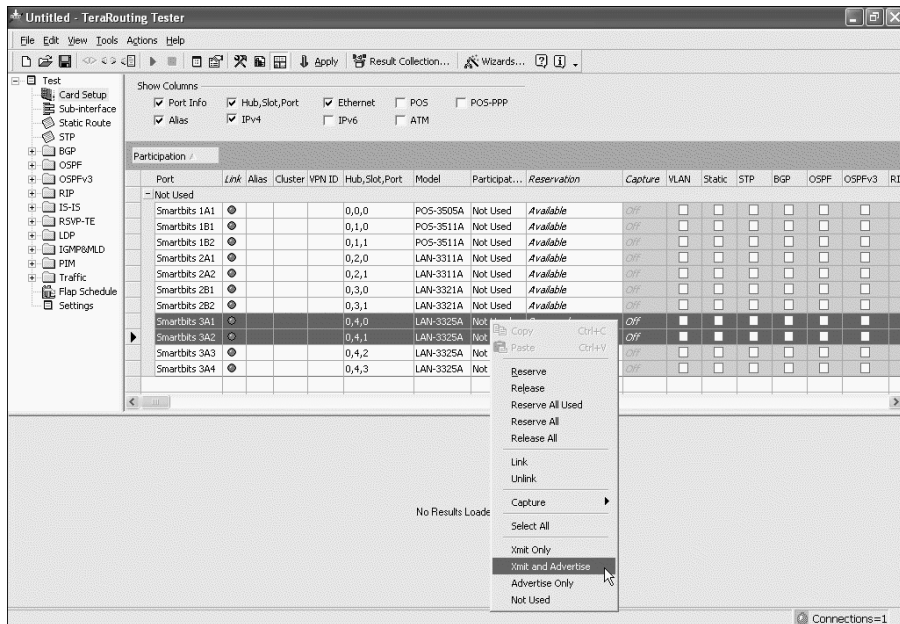 Untitled - TeraRouting Tester
File Edit View Tools Actions Help
Apply Result Collection... Wizards...
Test
Card Setup
Sub-interface
Static Route
STP
BGP
OSPF
OSPFv3
RIP
IS-IS
RSVP-TE
LDP
IGMP&MLD
PIM
Traffic
Flap Schedule
Settings
Show Columns
Port Info Hub,Slot,Port Ethernet POS POS-PPP
Alias IPv4 IPv6 ATM
Participation
Port Link Alias Cluster VPN ID Hub,Slot,Port Model Participat... Reservation Capture VLAN Static STP BGP OSPF OSPFv3 RI
Not Used
Smartbits 1A1 0,0,0 POS-3505A Not Used Available Off
Smartbits 1B1 0,1,0 POS-3511A Not Used Available Off
Smartbits 1B2 0,1,1 POS-3511A Not Used Available Off
Smartbits 2A1 0,2,0 LAN-3311A Not Used Available Off
Smartbits 2A2 0,2,1 LAN-3311A Not Used Available Off
Smartbits 2B1 0,3,0 LAN-3321A Not Used Available Off
Smartbits 2B2 0,3,1 LAN-3321A Not Used Available Off
Smartbits 3A1 0,4,0 LAN-3325A Not Off
Smartbits 3A2 0,4,1 LAN-3325A Not Off
Smartbits 3A3 0,4,2 LAN-3325A Not Off
Smartbits 3A4 0,4,3 LAN-3325A Not Off
Copy Ctrl+C
Paste Ctrl+V
Reserve
Release
Reserve All Used
Reserve All
Release All
Link
Unlink
Capture
Select All
Xmit Only
Xmit and Advertise
Advertise Only
Not Used
No Results Loade
Connections=1